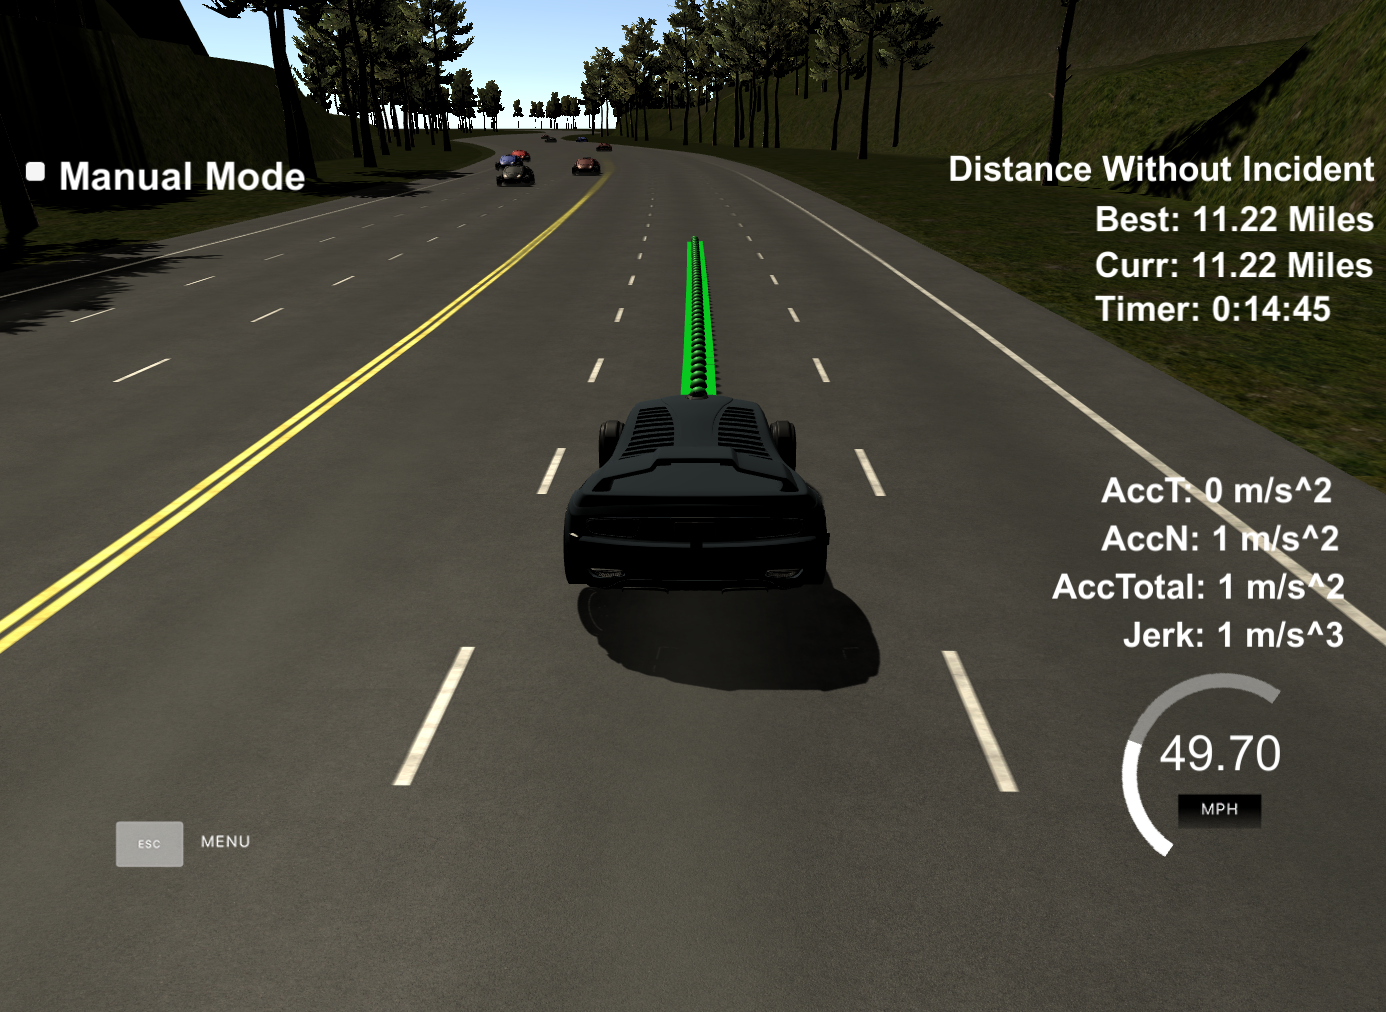 Manual Mode
Distance Without Incident
Best: 11.22 Miles
Curr: 11.22 Miles
Timer: 0:14:45
AccT: 0 m/s^2
AccN: 1 m/s^2
AccTotal: 1 m/s^2
Jerk: 1 m/s^3
49.70
MPH
ESC MENU